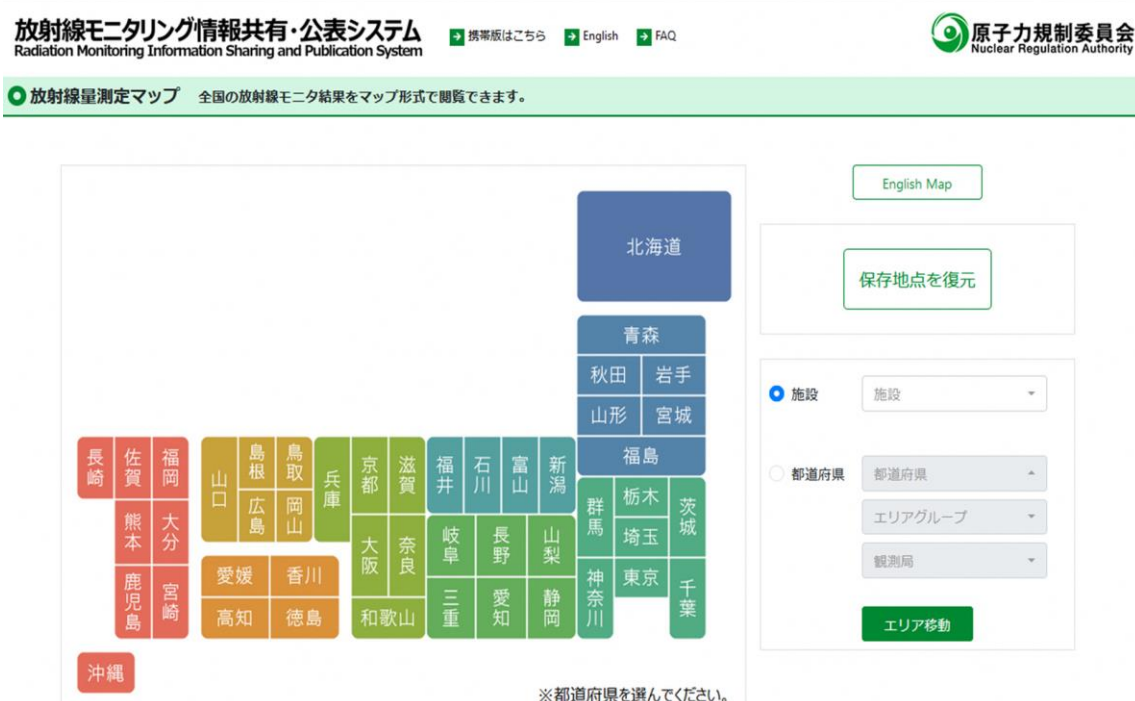 放射線モニタリング情報共有・公表システム
Radiation Monitoring Information Sharing and Publication System
携帯版はこちら
English
FAQ
原子力規制委員会
Nuclear Regulation Authority
放射線量測定マップ 全国の放射線モニタ結果をマップ形式で閲覧できます。
English Map
保存地点を復元
施設
施設
都道府県
都道府県
エリアグループ
観測局
エリア移動
北海道
青森
秋田
岩手
山形
宮城
福島
長崎
佐賀
福岡
熊本
大分
鹿児島
宮崎
沖縄
山口
島根
鳥取
広島
岡山
愛媛
香川
高知
徳島
兵庫
京都
滋賀
大阪
奈良
和歌山
福井
石川
富山
新潟
岐阜
長野
山梨
三重
愛知
静岡
群馬
栃木
茨城
埼玉
神奈川
東京
千葉
※都道府県を選んでください。